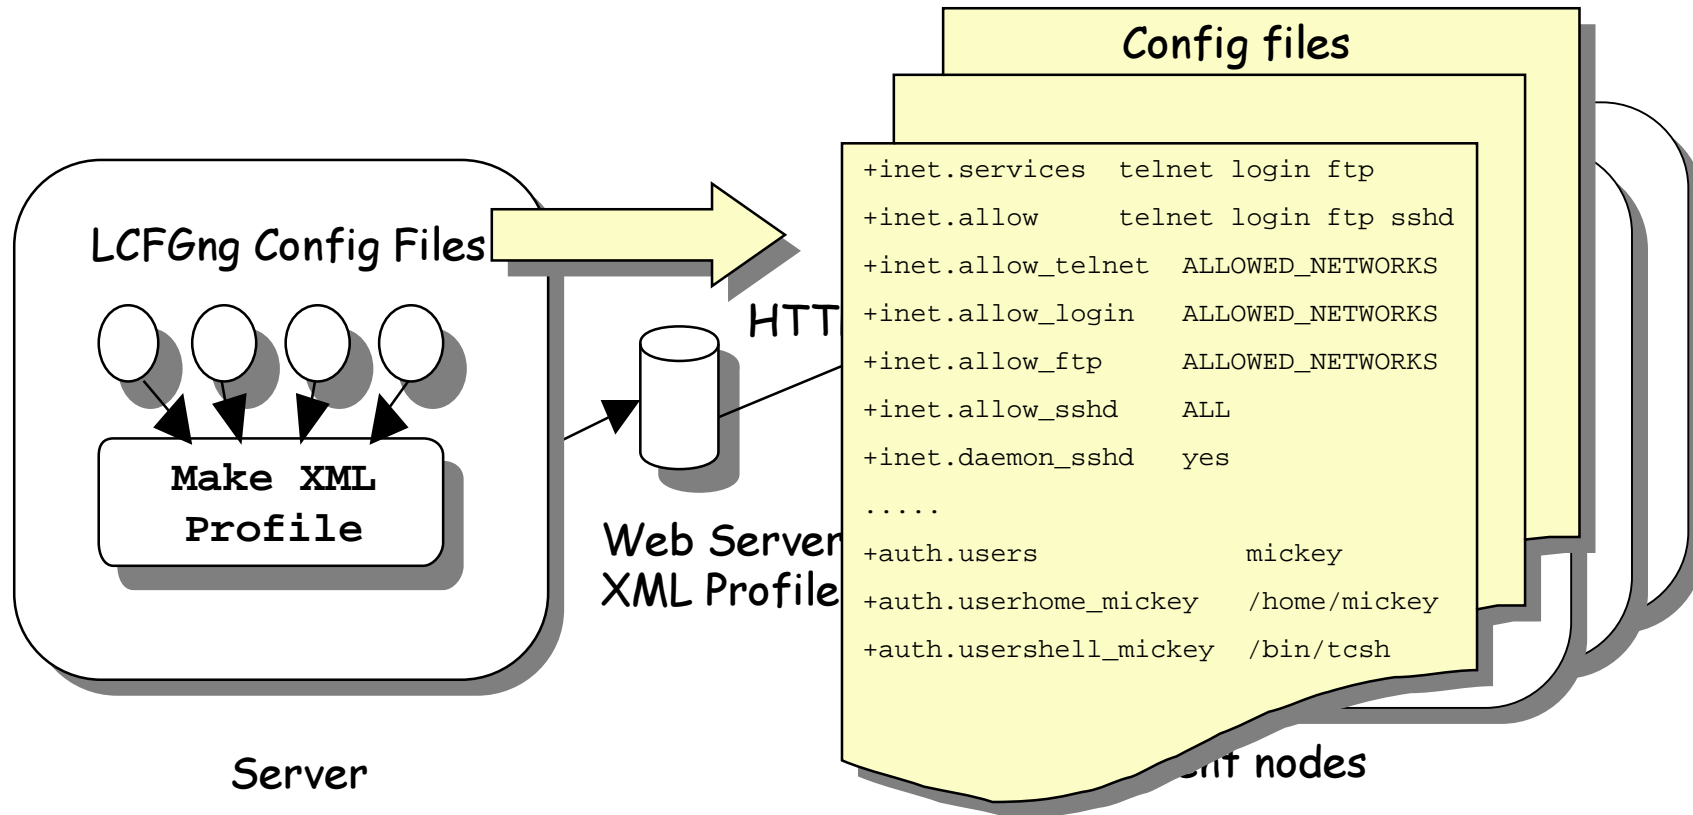 Config files
+inet.services telnet login ftp
+inet.allow telnet login ftp sshd
+inet.allow_telnet ALLOWED_NETWORKS
+inet.allow_login ALLOWED_NETWORKS
+inet.allow_ftp ALLOWED_NETWORKS
+inet.allow_sshd ALL
+inet.daemon_sshd yes
.....
+auth.users mickey
+auth.userhome_mickey /home/mickey
+auth.usershell_mickey /bin/tcsh
LCFGng Config Files
Make XML
Profile
Server
Web Server
XML Profile
nodes